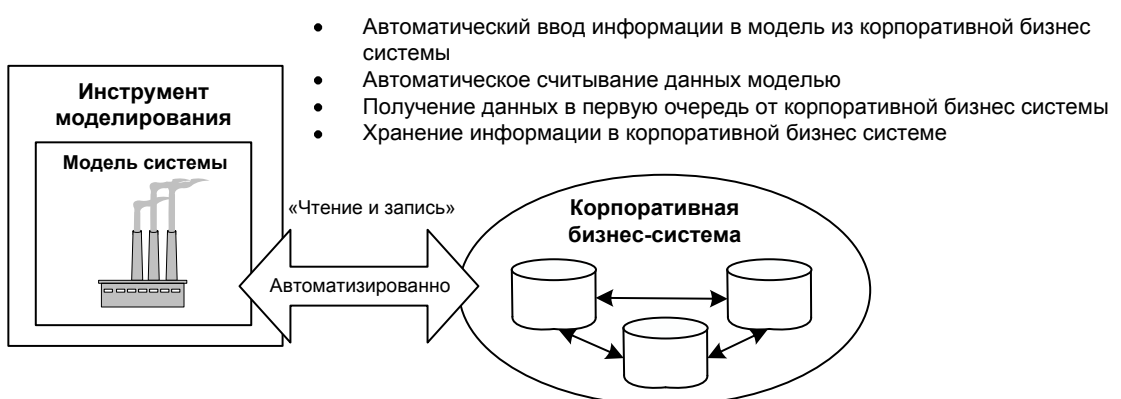 • Автоматический ввод информации в модель из корпоративной бизнес
системы
• Автоматическое считывание данных моделью
• Получение данных в первую очередь от корпоративной бизнес системы
• Хранение информации в корпоративной бизнес системе
Инструмент
моделирования
Модель системы
«Чтение и запись»
Автоматизированно
Корпоративная
бизнес-система